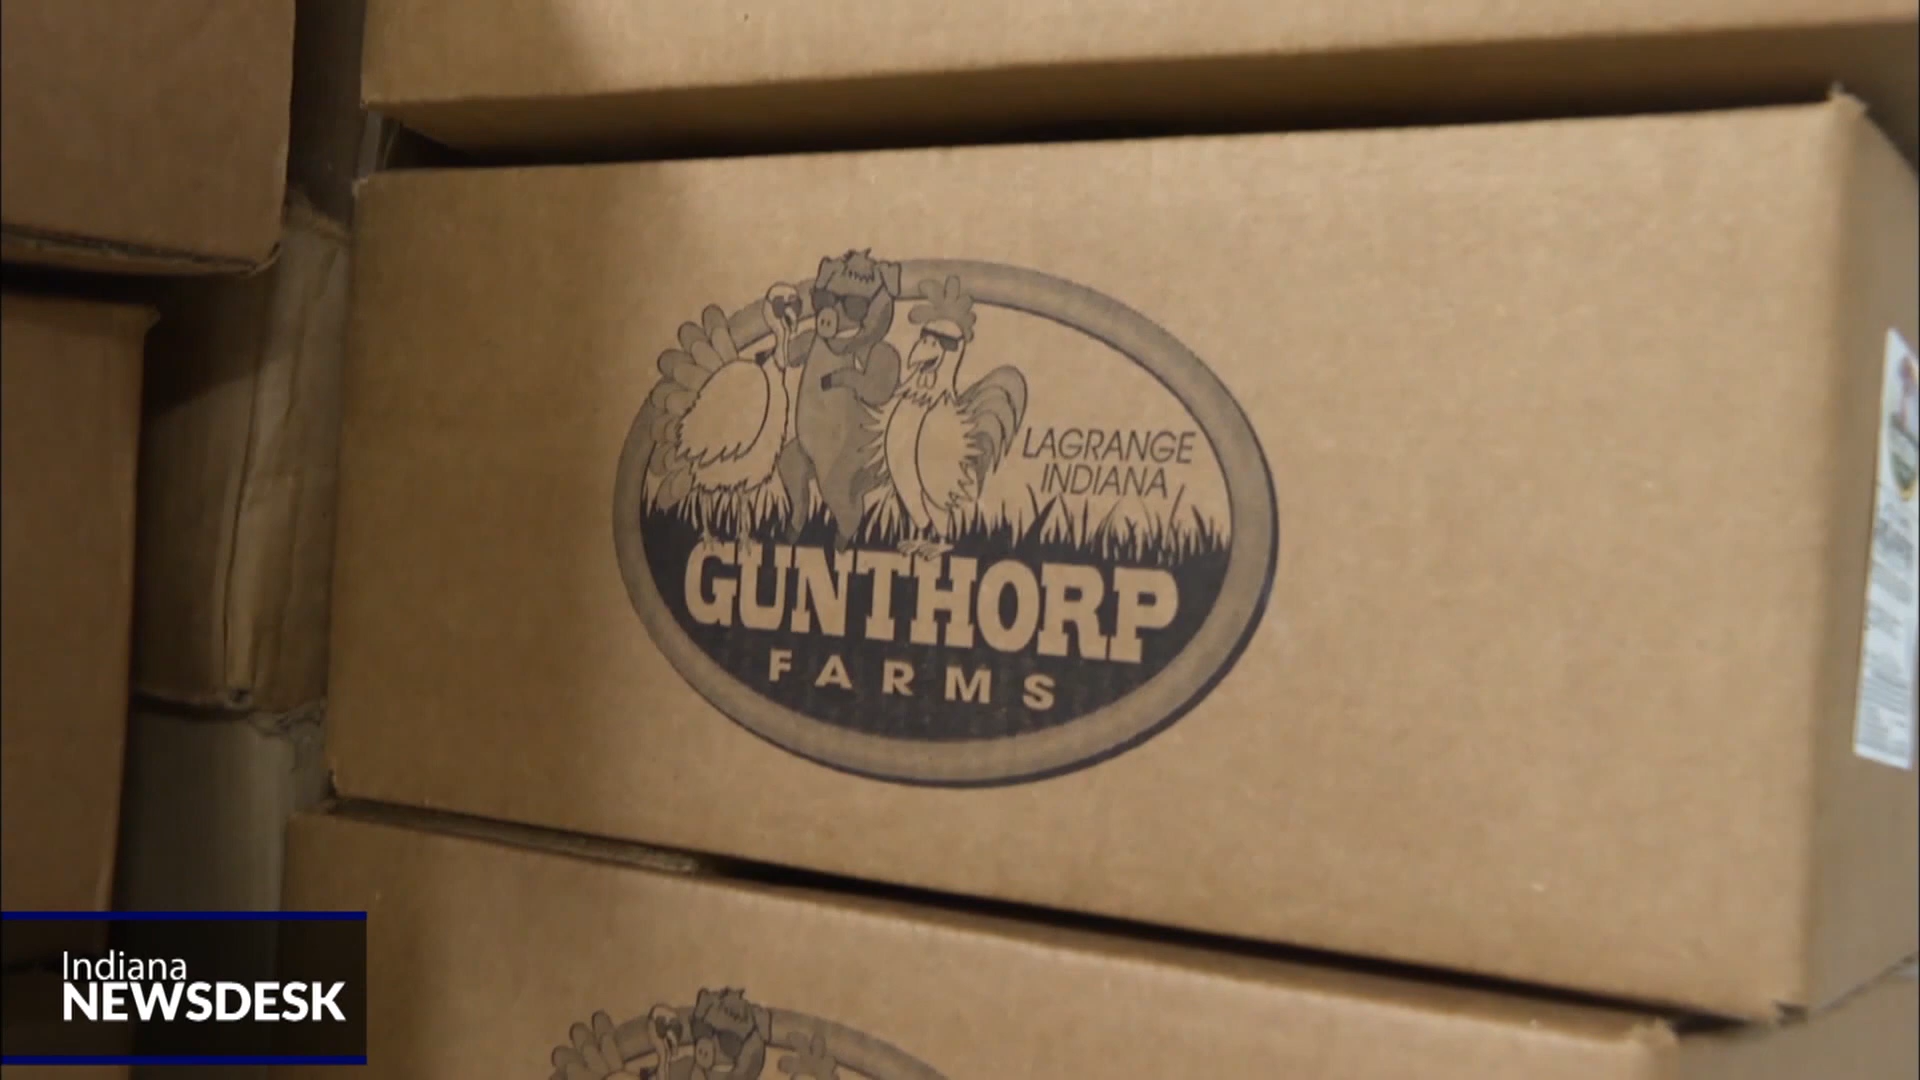 LAGRANGE
INDIANA
GUNTHORP
FARMS
Indiana
NEWSDESK